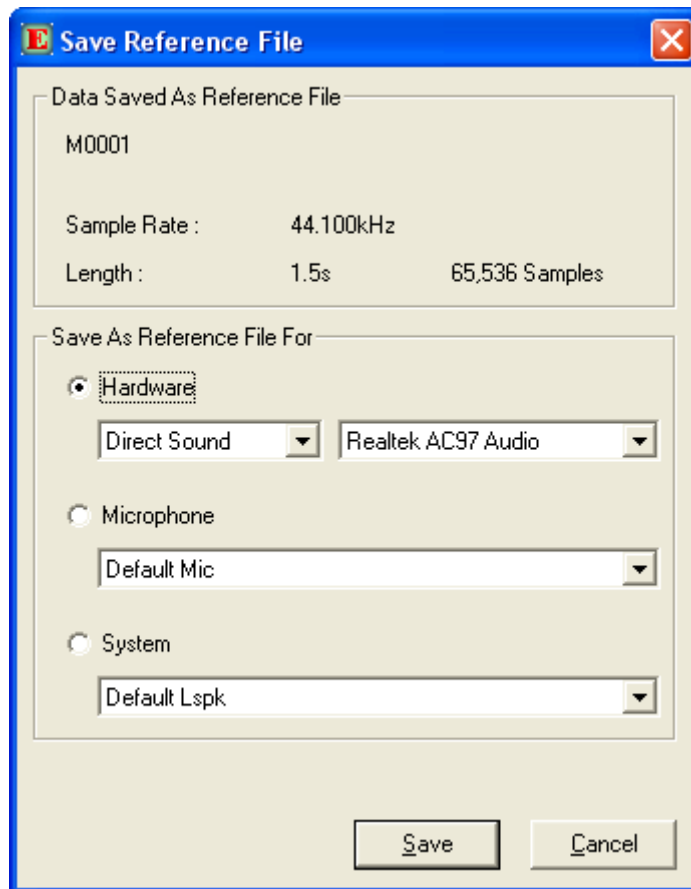 E Save Reference File
Data Saved As Reference File
M0001
Sample Rate : 44.100kHz
Length : 1.5s 65,536 Samples
Save As Reference File For
Hardware
Direct Sound Realtek AC97 Audio
Microphone
Default Mic
System
Default Lspk
Save Cancel